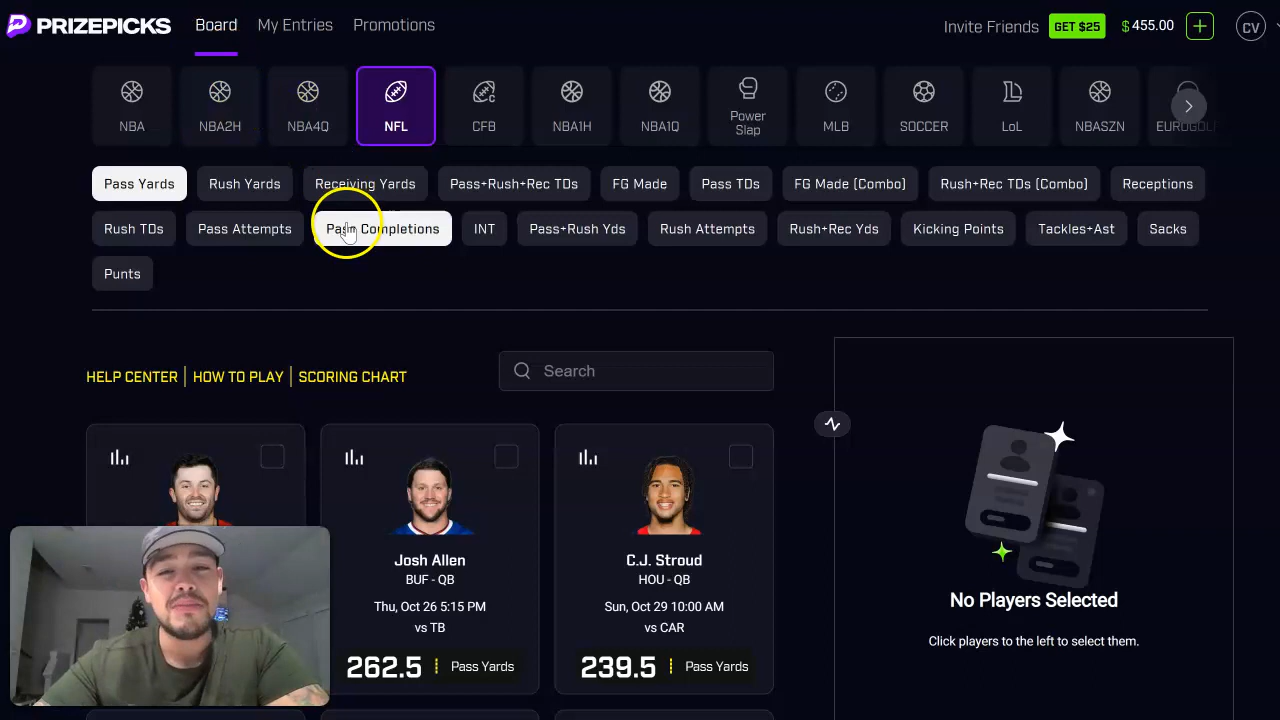 PRIZEPICKS Board My Entries Promotions Invite Friends GET $25 $ 455.00 CV
NBA NBA2H NBA4Q NFL CFB NBA1H NBA1Q Power Slap MLB SOCCER LoL NBASZN
Pass Yards Rush Yards Receiving Yards Pass+Rush+Rec TDs FG Made Pass TDs FG Made (Combo) Rush+Rec TDs (Combo) Receptions
Rush TDs Pass Attempts Pass Completions INT Pass+Rush Yds Rush Attempts Rush+Rec Yds Kicking Points Tackles+Ast Sacks
Punts
HELP CENTER HOW TO PLAY SCORING CHART Search
Josh Allen
BUF - QB
Thu, Oct 26 5:15 PM
vs TB
262.5 Pass Yards
C.J. Stroud
HOU - QB
Sun, Oct 29 10:00 AM
vs CAR
239.5 Pass Yards
No Players Selected
Click players to the left to select them.